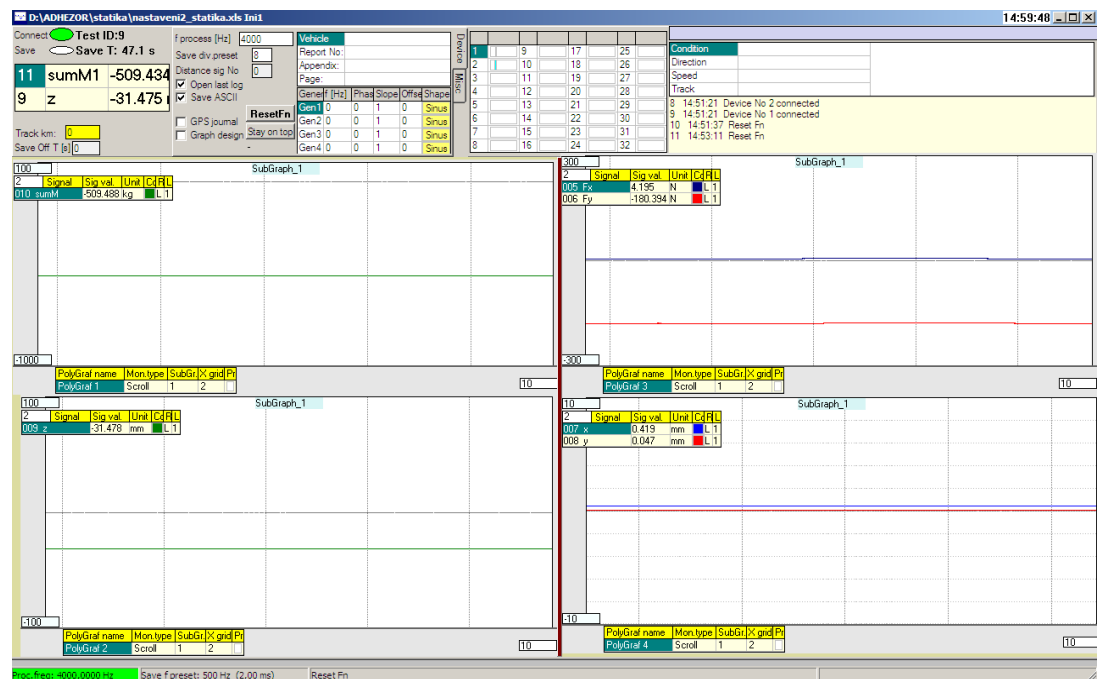 D:\ADHEZOR\statika\nastaveni2_statika.xls Ini1
14:59:48
Connect Test ID:9
Save Save T: 47.1 s
11 sumM1 -509.434
9 z -31.475
Track km: 0
Save Off T [s] 0
f process [Hz] 4000
Save div.preset 8
Distance sig No 0
Open last log
Save ASCII
ResetFn
GPS journal
Graph design Stay on top
-
Vehicle
Report No:
Appendix:
Page:
Gener f [Hz] Phas Slope Offse Shape
Gen1 0 0 1 0 Sinus
Gen2 0 0 1 0 Sinus
Gen3 0 0 1 0 Sinus
Gen4 0 0 1 0 Sinus
Device
Misc.
1 9 17 25
2 10 18 26
3 11 19 27
4 12 20 28
5 13 21 29
6 14 22 30
7 15 23 31
8 16 24 32
Condition
Direction
Speed
Track
8 14:51:21 Device No 2 connected
9 14:51:21 Device No 1 connected
10 14:51:37 Reset Fn
11 14:53:11 Reset Fn
100 SubGraph_1
2 Signal Sig val. Unit Co R L
010 sumM -509.488 kg L 1
-1000
PolyGraf name Mon.type SubGr. X grid Pr
PolyGraf 1 Scroll 1 2
10
300 SubGraph_1
2 Signal Sig val. Unit Co R L
005 Fx 4.195 N L 1
006 Fy -180.394 N L 1
-300
PolyGraf name Mon.type SubGr. X grid Pr
PolyGraf 3 Scroll 1 2
10
100 SubGraph_1
2 Signal Sig val. Unit Co R L
009 z -31.478 mm L 1
-100
PolyGraf name Mon.type SubGr. X grid Pr
PolyGraf 2 Scroll 1 2
10
10 SubGraph_1
2 Signal Sig val. Unit Co R L
007 x 0.419 mm L 1
008 y 0.047 mm L 1
-10
PolyGraf name Mon.type SubGr. X grid Pr
PolyGraf 4 Scroll 1 2
10
Proc.freq: 4000.0000 Hz Save f preset: 500 Hz (2.00 ms) Reset Fn